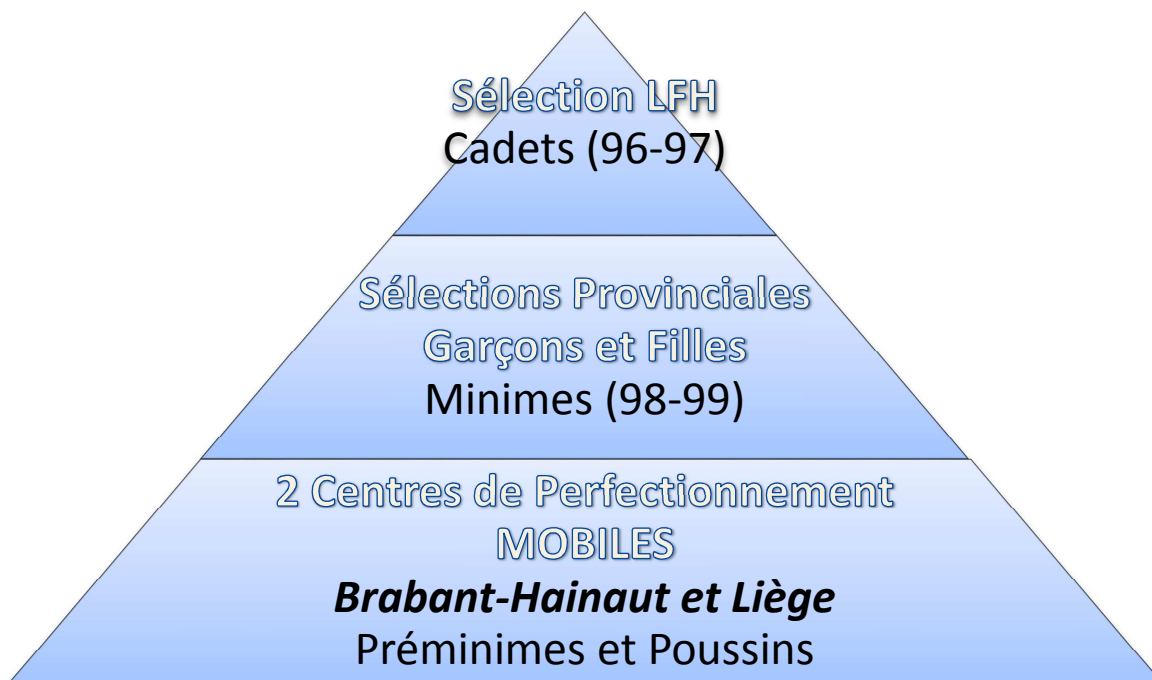 Sélection LFH
Cadets (96-97)
Sélections Provinciales
Garçons et Filles
Minimes (98-99)
2 Centres de Perfectionnement
MOBILES
Brabant-Hainaut et Liège
Préminimes et Poussins